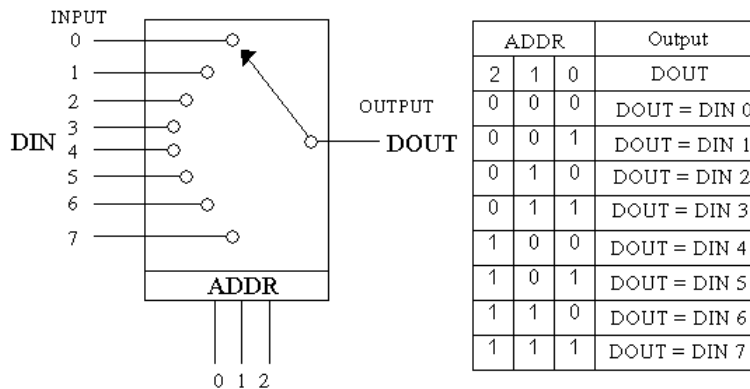 INPUT
0
1
2
3
4
5
6
7
DIN
OUTPUT
DOUT
ADDR
0 1 2
ADDR Output
2 1 0 DOUT
0 0 0 DOUT = DIN 0
0 0 1 DOUT = DIN 1
0 1 0 DOUT = DIN 2
0 1 1 DOUT = DIN 3
1 0 0 DOUT = DIN 4
1 0 1 DOUT = DIN 5
1 1 0 DOUT = DIN 6
1 1 1 DOUT = DIN 7